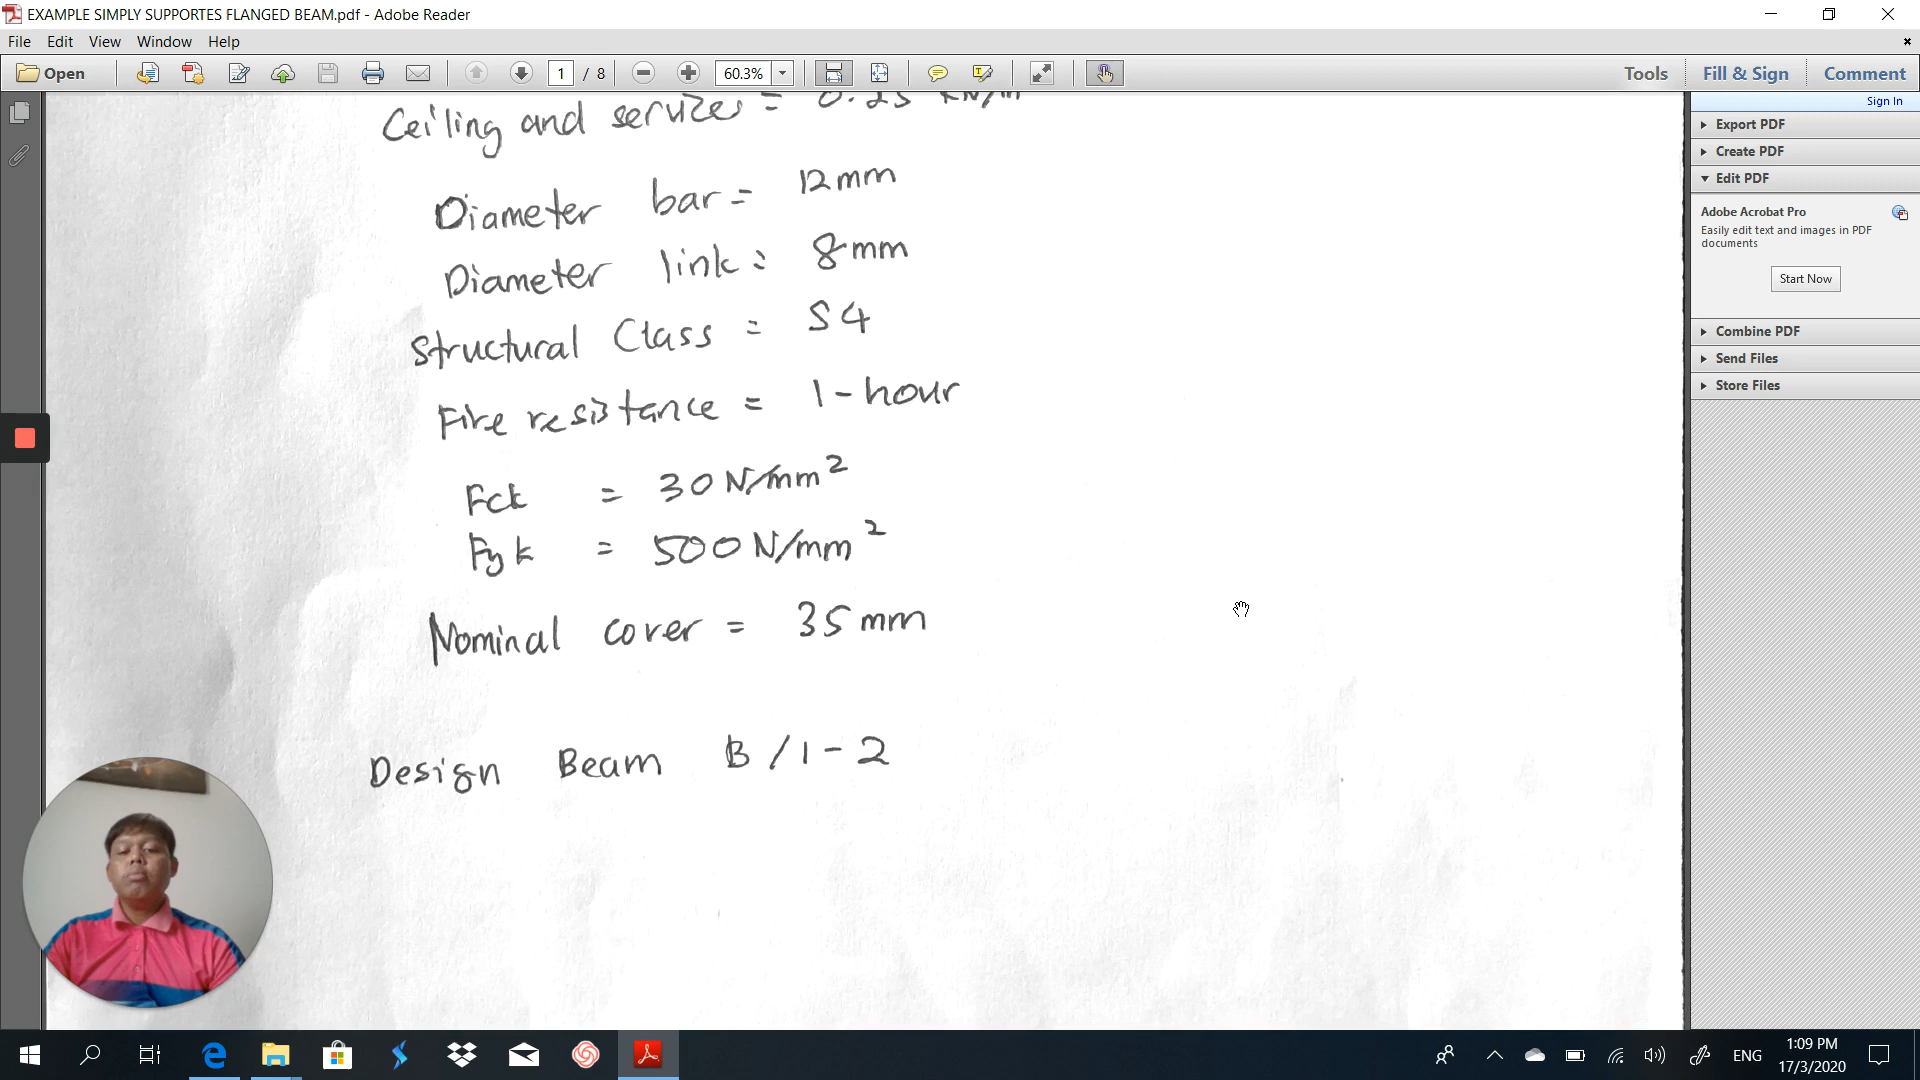 EXAMPLE SIMPLY SUPPORTES FLANGED BEAM.pdf - Adobe Reader
File Edit View Window Help
Open 1 / 8 60.3% Tools Fill & Sign Comment
Sign In
Export PDF
Create PDF
Edit PDF
Adobe Acrobat Pro
Easily edit text and images in PDF
documents
Start Now
Combine PDF
Send Files
Store Files
Ceiling and services = 0.25
Diameter bar = 12mm
Diameter link = 8mm
Structural Class = S4
Fire resistance = 1-hour
Fck = 30 N/mm²
Fyk = 500 N/mm²
Nominal cover = 35 mm
Design Beam B/1-2
ENG
1:09 PM
17/3/2020